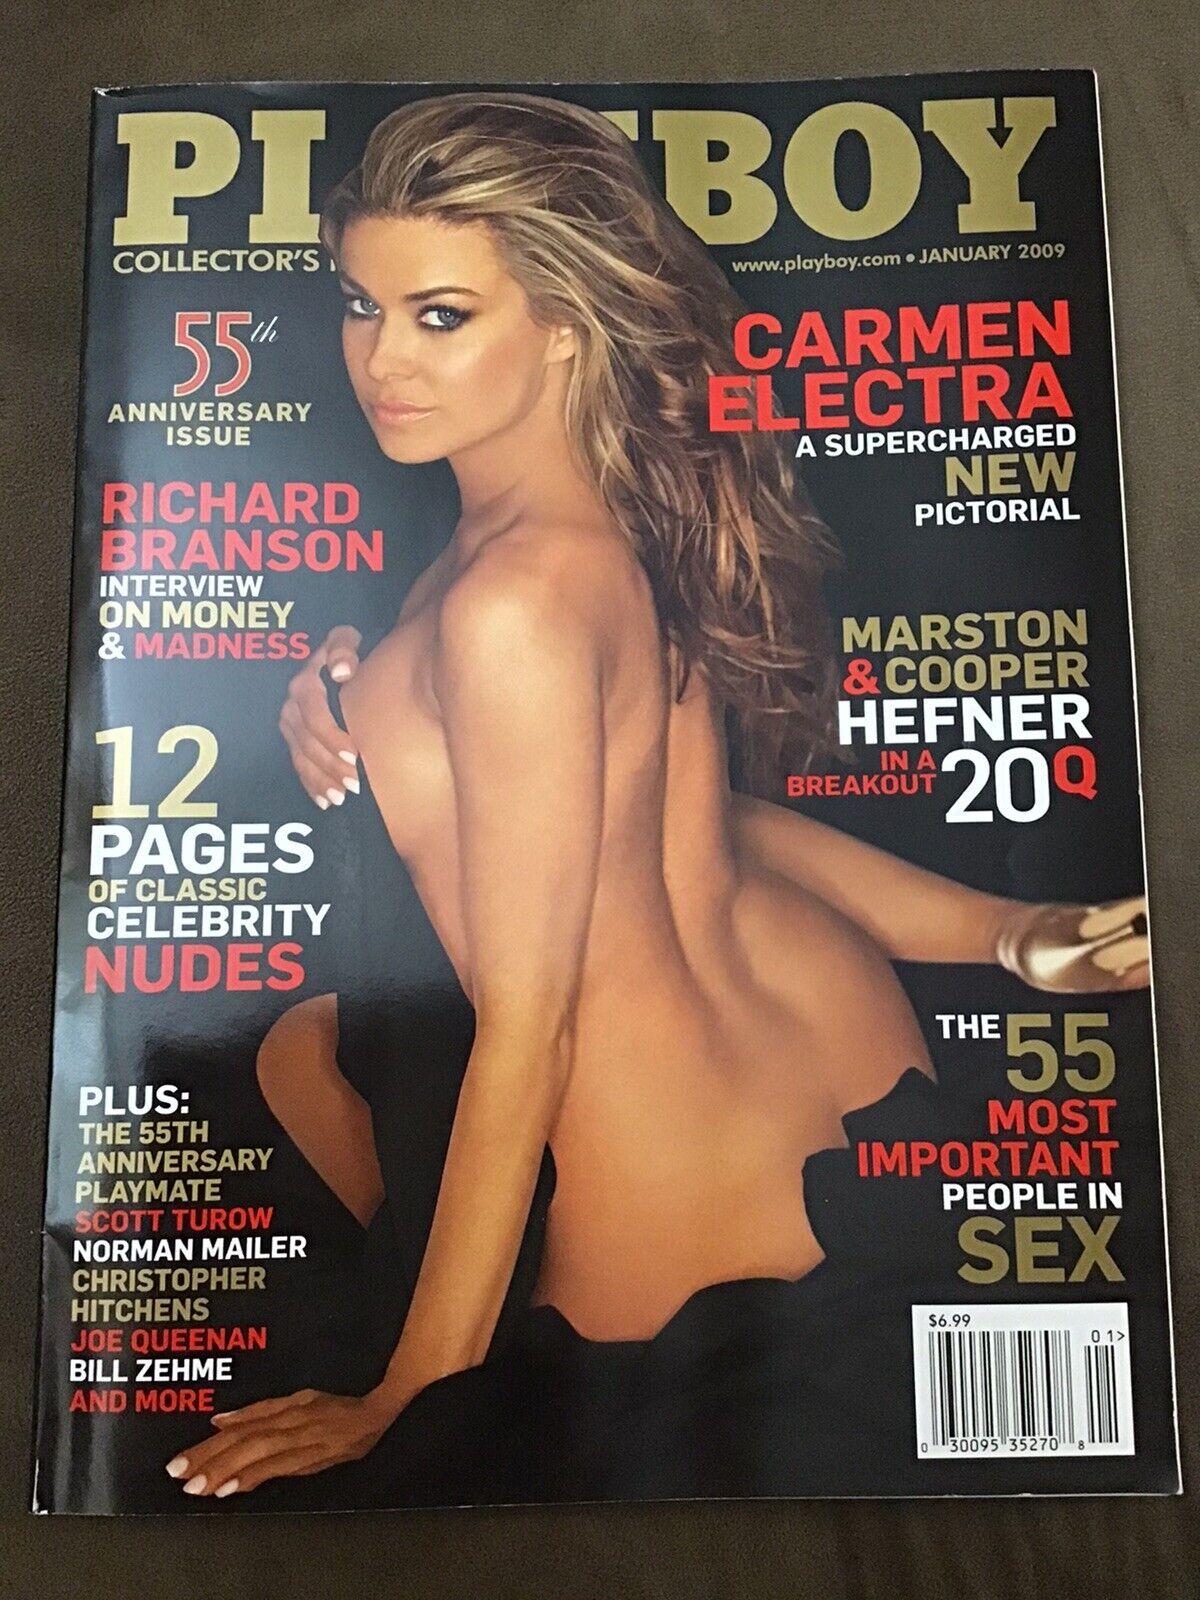 PLAYBOY
COLLECTOR'S
www.playboy.com • JANUARY 2009
55th
ANNIVERSARY
ISSUE
CARMEN
ELECTRA
A SUPERCHARGED
NEW
PICTORIAL
RICHARD
BRANSON
INTERVIEW
ON MONEY
& MADNESS
MARSTON
& COOPER
HEFNER
IN A
BREAKOUT
20Q
12
PAGES
OF CLASSIC
CELEBRITY
NUDES
THE 55
MOST
IMPORTANT
PEOPLE IN
SEX
PLUS:
THE 55TH
ANNIVERSARY
PLAYMATE
SCOTT TUROW
NORMAN MAILER
CHRISTOPHER
HITCHENS
JOE QUEENAN
BILL ZEHME
AND MORE
$6.99
01>
0 30095 35270 8